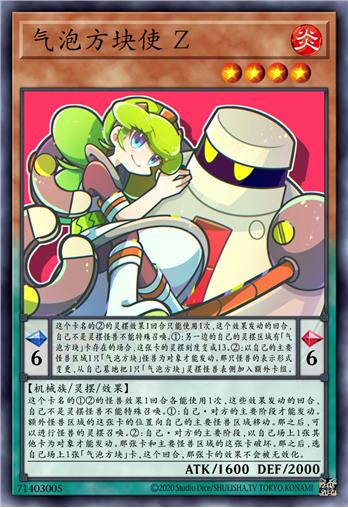 气泡方块使 Z
炎
这个卡名的②的灵摆效果1回合只能使用1次,这个效果发动的回合,
自己不是灵摆怪兽不能特殊召唤。①:另一边的自己的灵摆区域有「气
泡方块」卡存在的场合,这张卡的灵摆刻度变成13。②:以自己的主要
怪兽区域1只「气泡方块」怪兽为对象才能发动。那只怪兽的表示形式
变更,从自己墓地把1只「气泡方块」灵摆怪兽表侧加入额外卡组。
6
6
【机械族/灵摆/效果】
这个卡名的①②的怪兽效果1回合各能使用1次,这些效果发动的回合,
自己不是灵摆怪兽不能特殊召唤。①:自己·对方的主要阶段才能发动。
额外怪兽区域的这张卡的位置向自己的主要怪兽区域移动。那之后,可
以进行怪兽的灵摆召唤。②:自己·对方的主要阶段,以自己场上1张其
他卡为对象才能发动。那张卡和主要怪兽区域的这张卡破坏。那之后,选
自己场上1张「气泡方块」卡,这个回合,那张卡的效果不会被无效化。
ATK/1600 DEF/2000
71403005
©2020 Studio Dice/SHUEISHA,TV TOKYO,KONAMI